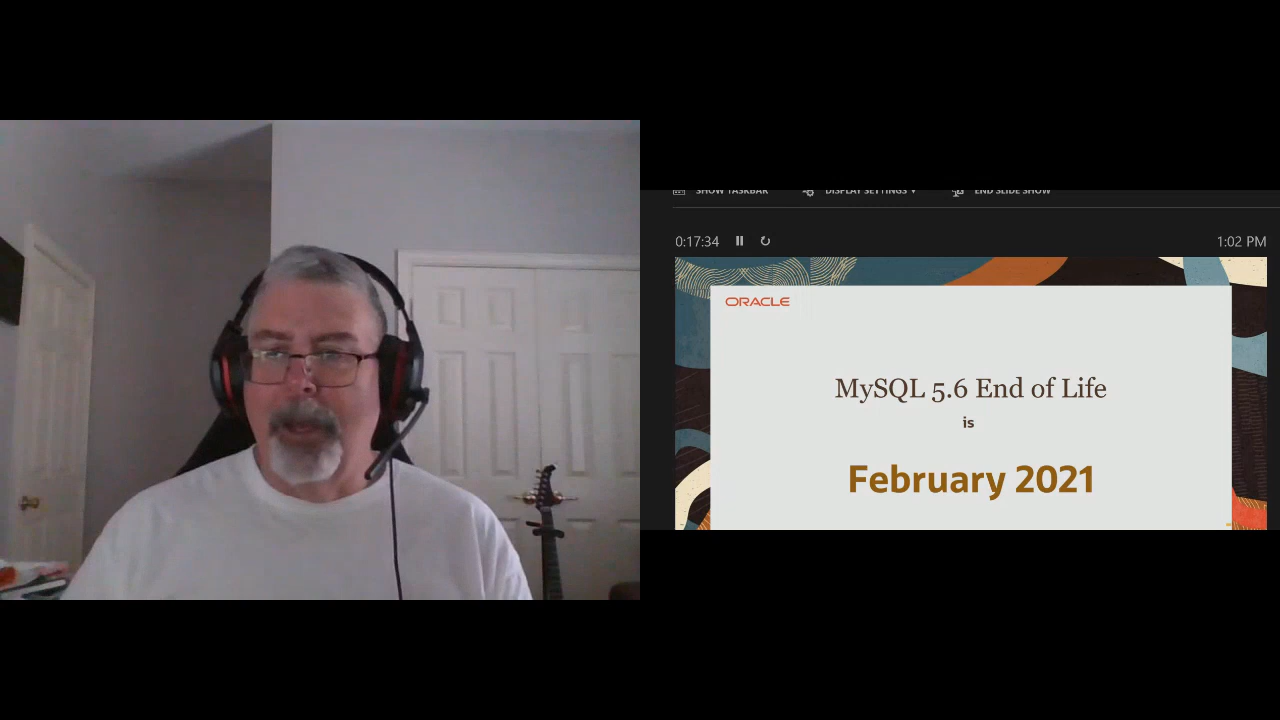 SHOW TASKBAR DISPLAY SETTINGS ▾ END SLIDE SHOW
0:17:34 1:02 PM
ORACLE
MySQL 5.6 End of Life
is
February 2021